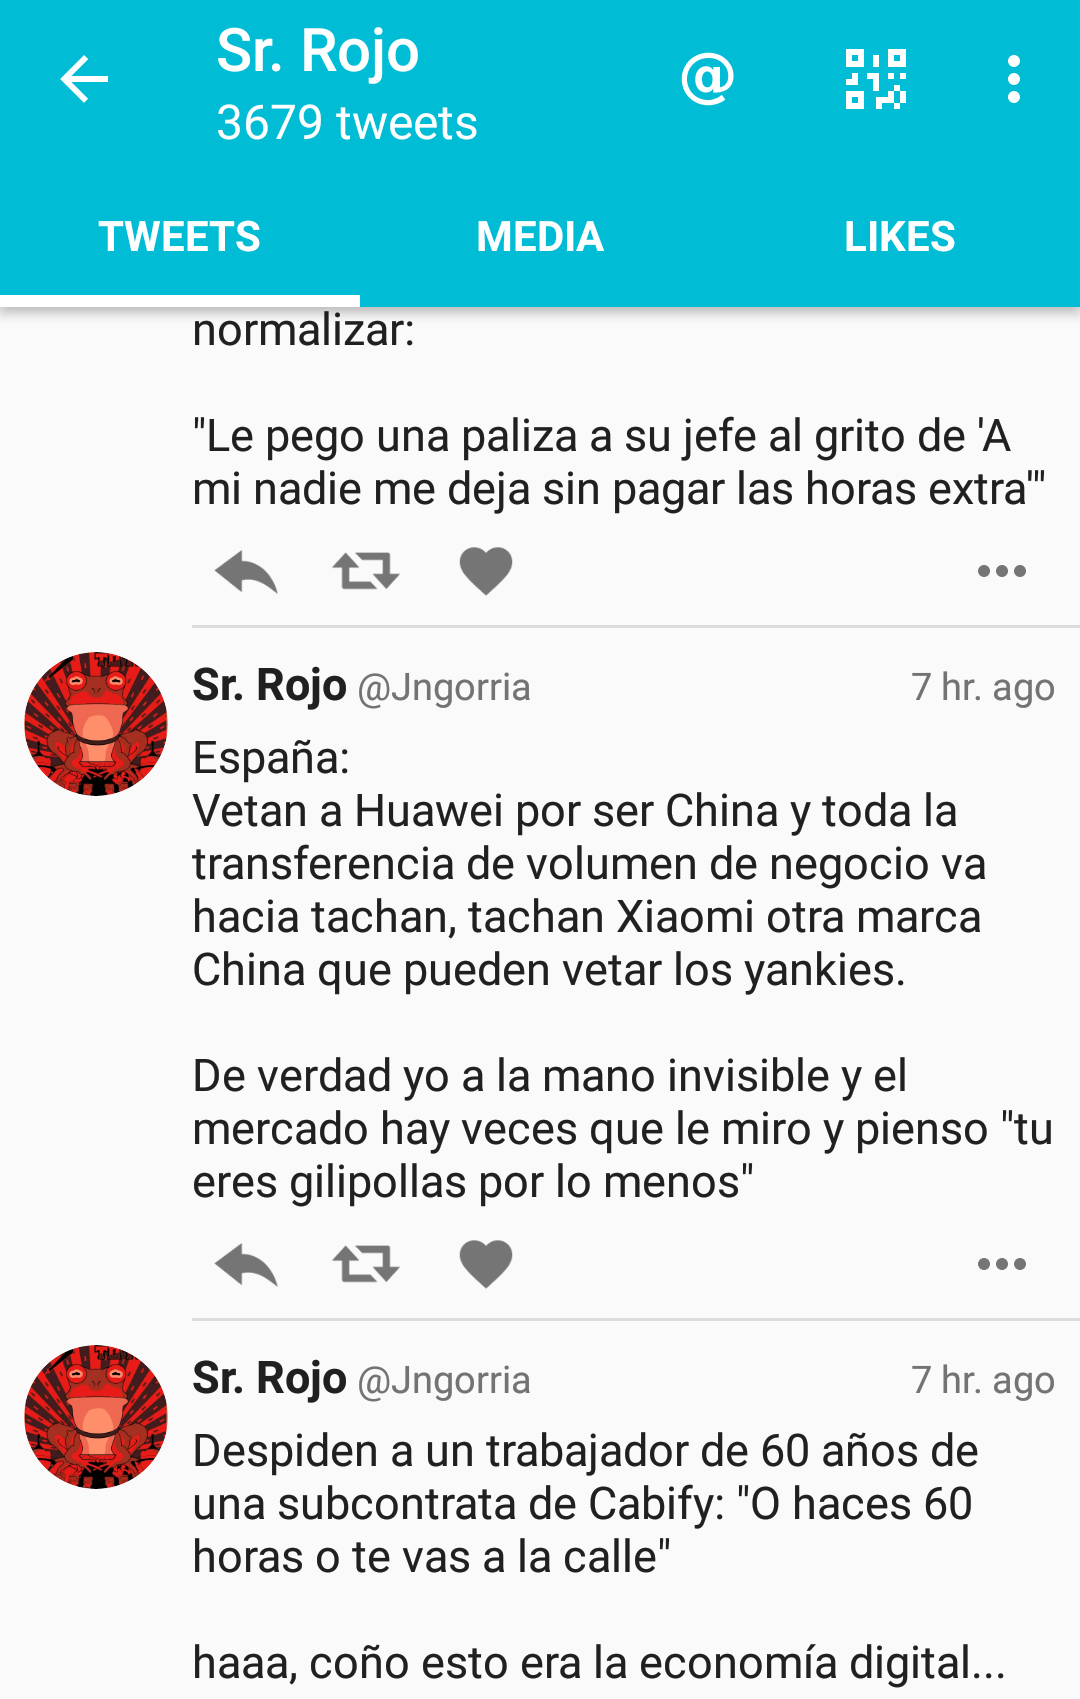 Sr. Rojo
3679 tweets
TWEETS
MEDIA
LIKES
normalizar:
"Le pego una paliza a su jefe al grito de 'A
mi nadie me deja sin pagar las horas extra'"
Sr. Rojo @Jngorria
7 hr. ago
España:
Vetan a Huawei por ser China y toda la
transferencia de volumen de negocio va
hacia tachan, tachan Xiaomi otra marca
China que pueden vetar los yankies.
De verdad yo a la mano invisible y el
mercado hay veces que le miro y pienso "tu
eres gilipollas por lo menos"
Sr. Rojo @Jngorria
7 hr. ago
Despiden a un trabajador de 60 años de
una subcontrata de Cabify: "O haces 60
horas o te vas a la calle"
haaa, coño esto era la economía digital...